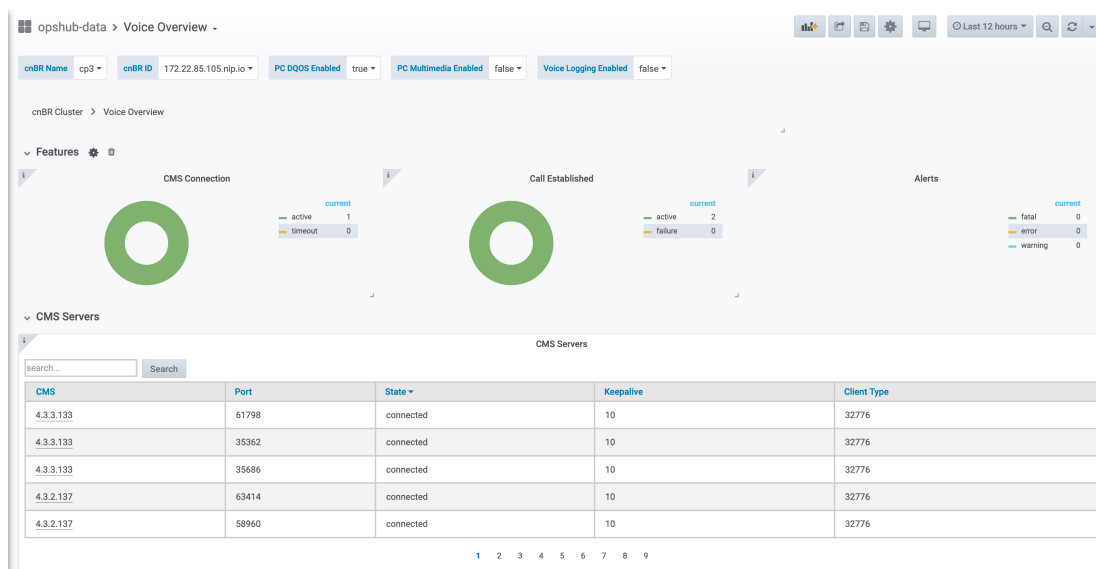 opshub-data > Voice Overview
Last 12 hours
cnBR Name cp3 cnBR ID 172.22.85.105.nip.io PC DQOS Enabled true PC Multimedia Enabled false Voice Logging Enabled false
cnBR Cluster > Voice Overview
Features
CMS Connection
current
active 1
timeout 0
Call Established
current
active 2
failure 0
Alerts
current
fatal 0
error 0
warning 0
CMS Servers
CMS Servers
search... Search
CMS Port State Keepalive Client Type
4.3.3.133 61798 connected 10 32776
4.3.3.133 35362 connected 10 32776
4.3.3.133 35686 connected 10 32776
4.3.2.137 63414 connected 10 32776
4.3.2.137 58960 connected 10 32776
1 2 3 4 5 6 7 8 9